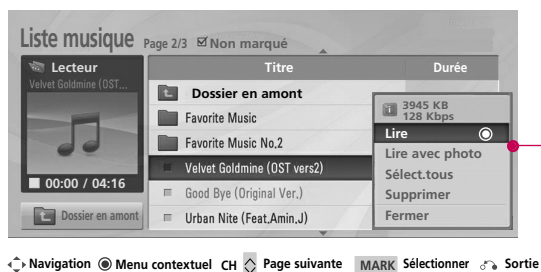 Liste musique Page 2/3 Non marqué
Lecteur
Velvet Goldmine (OST...
00:00 / 04:16
Dossier en amont
Titre Durée
Dossier en amont
Favorite Music
Favorite Music No.2
Velvet Goldmine (OST vers2)
Good Bye (Original Ver.)
Urban Nite (Feat.Amin.J)
3945 KB
128 Kbps
Lire
Lire avec photo
Sélect.tous
Supprimer
Fermer
Navigation Menu contextuel CH Page suivante MARK Sélectionner Sortie